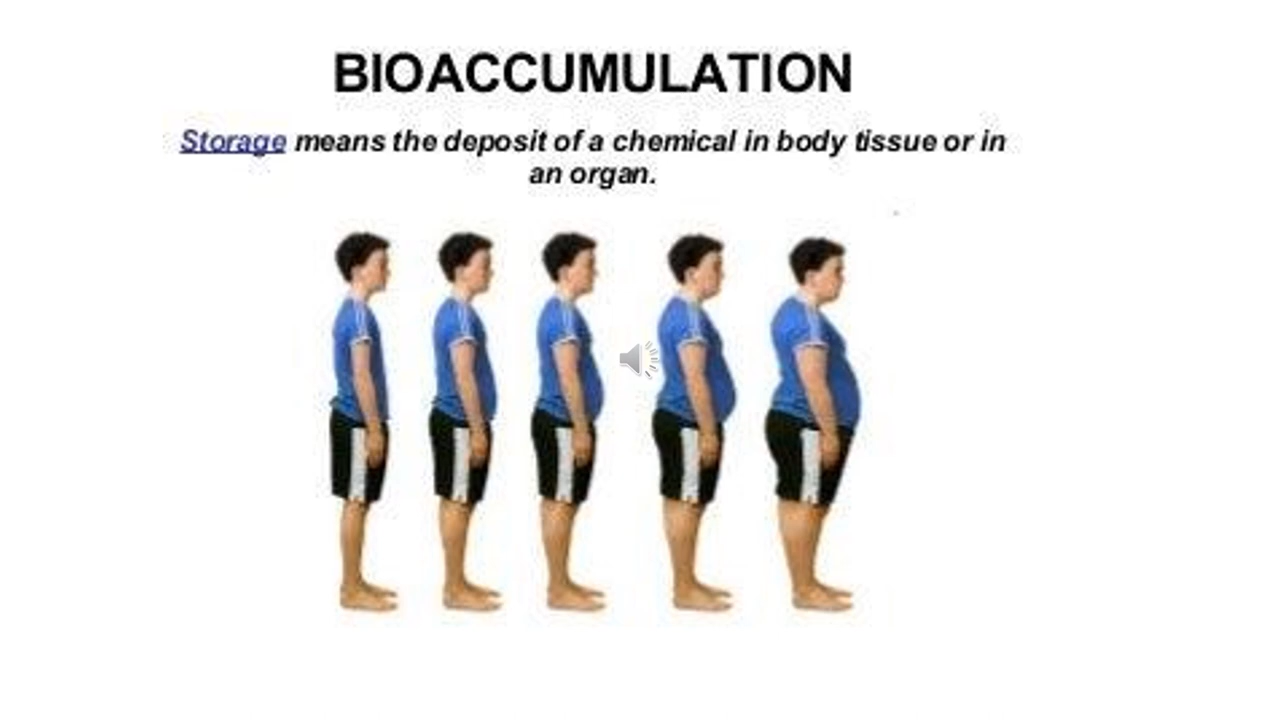 BIOACCUMULATION
Storage means the deposit of a chemical in body tissue or in
an organ.